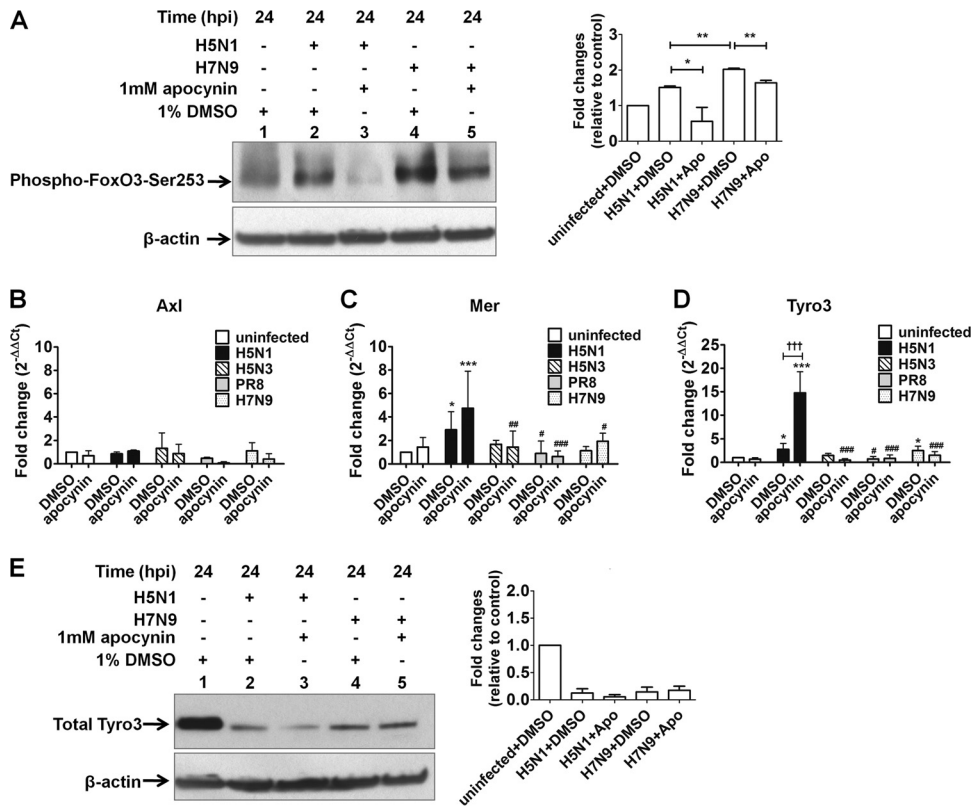 A
Time (hpi) 24 24 24 24 24
H5N1 - + + - -
H7N9 - - - + +
1mM apocynin - - + - +
1% DMSO + + - + -
1 2 3 4 5
Phospho-FoxO3-Ser253
β-actin
Fold changes
(relative to control)
3
2
1
0
** **
*
uninfected+DMSO
H5N1+DMSO
H5N1+Apo
H7N9+DMSO
H7N9+Apo
B
Axl
Fold change (2-ΔΔCt)
10
8
6
4
2
0
uninfected
H5N1
H5N3
PR8
H7N9
DMSO
apocynin
DMSO
apocynin
DMSO
apocynin
DMSO
apocynin
DMSO
apocynin
C
Mer
Fold change (2-ΔΔCt)
10
8
6
4
2
0
uninfected
H5N1
H5N3
PR8
H7N9
* *** ## # ### #
DMSO
apocynin
DMSO
apocynin
DMSO
apocynin
DMSO
apocynin
DMSO
apocynin
D
Tyro3
Fold change (2-ΔΔCt)
25
20
15
10
5
0
uninfected
H5N1
H5N3
PR8
H7N9
†††
* *** ### # ### * ###
DMSO
apocynin
DMSO
apocynin
DMSO
apocynin
DMSO
apocynin
DMSO
apocynin
E
Time (hpi) 24 24 24 24 24
H5N1 - + + - -
H7N9 - - - + +
1mM apocynin - - + - +
1% DMSO + + - + -
1 2 3 4 5
Total Tyro3
β-actin
Fold changes
(relative to control)
2.0
1.5
1.0
0.5
0.0
uninfected+DMSO
H5N1+DMSO
H5N1+Apo
H7N9+DMSO
H7N9+Apo